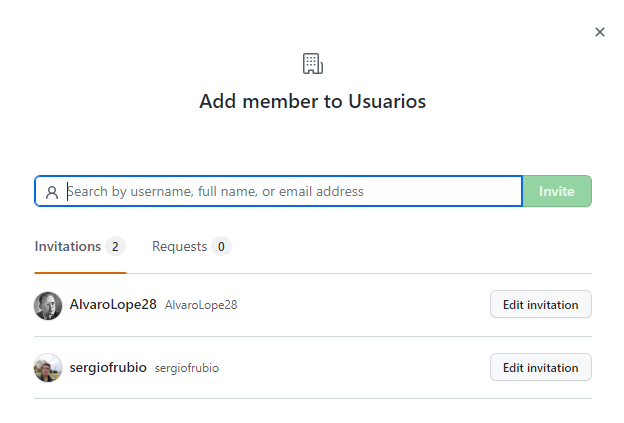 Add member to Usuarios
Search by username, full name, or email address
Invite
Invitations 2 Requests 0
AlvaroLope28 AlvaroLope28 Edit invitation
sergiofrubio sergiofrubio Edit invitation